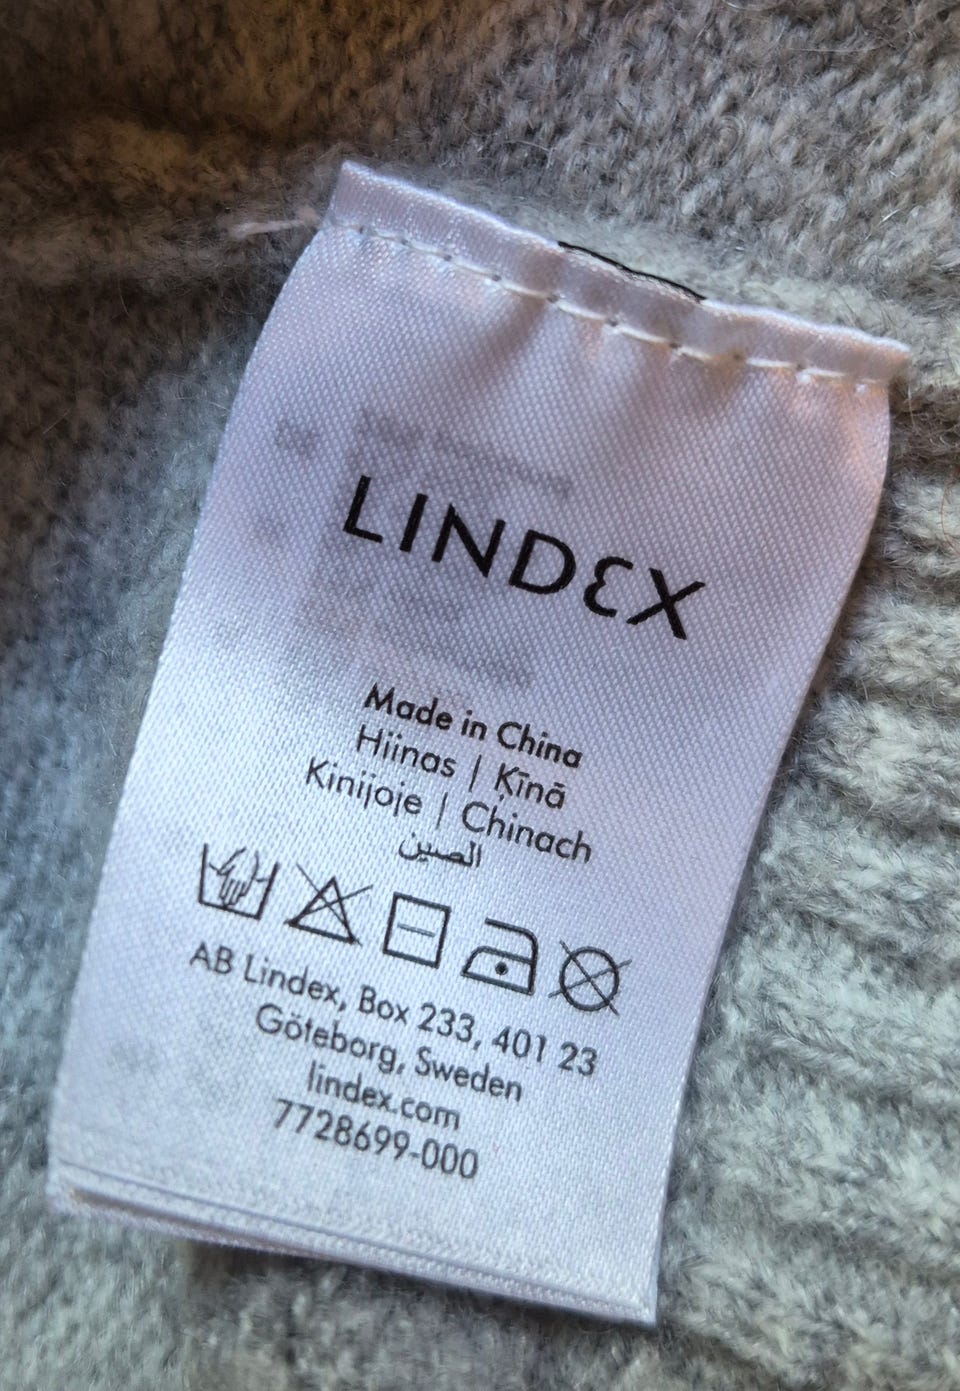 LINDEX
Made in China
Hiinas | Ķīnā
Kinijoje | Chinach
الصين
AB Lindex, Box 233, 401 23
Göteborg, Sweden
lindex.com
7728699-000